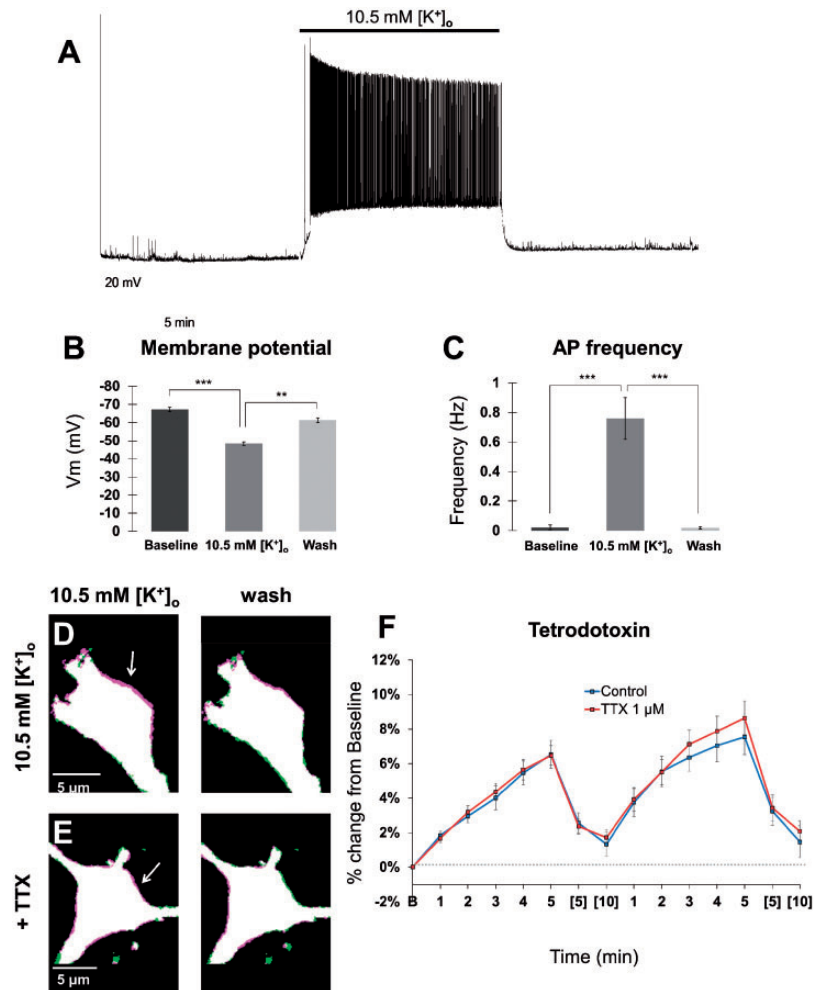 10.5 mM [K⁺]ₒ
A
20 mV
5 min
B Membrane potential
Vm (mV)
-80
-70
-60
-50
-40
-30
-20
-10
0
*** **
Baseline 10.5 mM [K⁺]ₒ Wash
C AP frequency
Frequency (Hz)
1
0.8
0.6
0.4
0.2
0
*** ***
Baseline 10.5 mM [K⁺]ₒ Wash
10.5 mM [K⁺]ₒ wash
10.5 mM [K⁺]ₒ
D
5 µm
+ TTX
E
5 µm
F Tetrodotoxin
% change from Baseline
12%
10%
8%
6%
4%
2%
0%
-2%
Control
TTX 1 µM
B 1 2 3 4 5 [5] [10] 1 2 3 4 5 [5] [10]
Time (min)